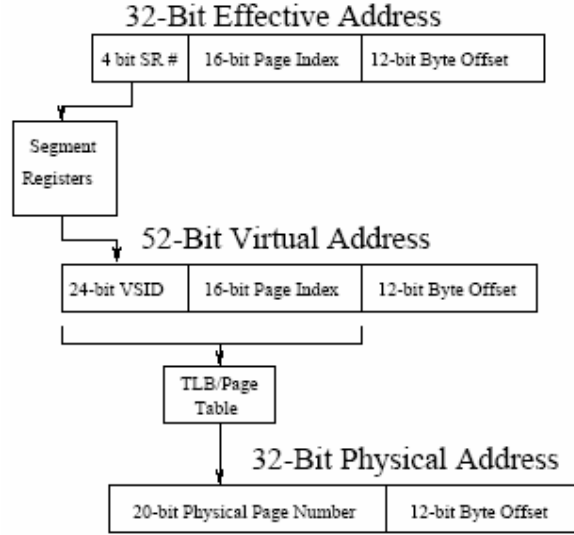 32-Bit Effective Address
4 bit SR #
16-bit Page Index
12-bit Byte Offset
Segment
Registers
52-Bit Virtual Address
24-bit VSID
16-bit Page Index
12-bit Byte Offset
TLB/Page
Table
32-Bit Physical Address
20-bit Physical Page Number
12-bit Byte Offset